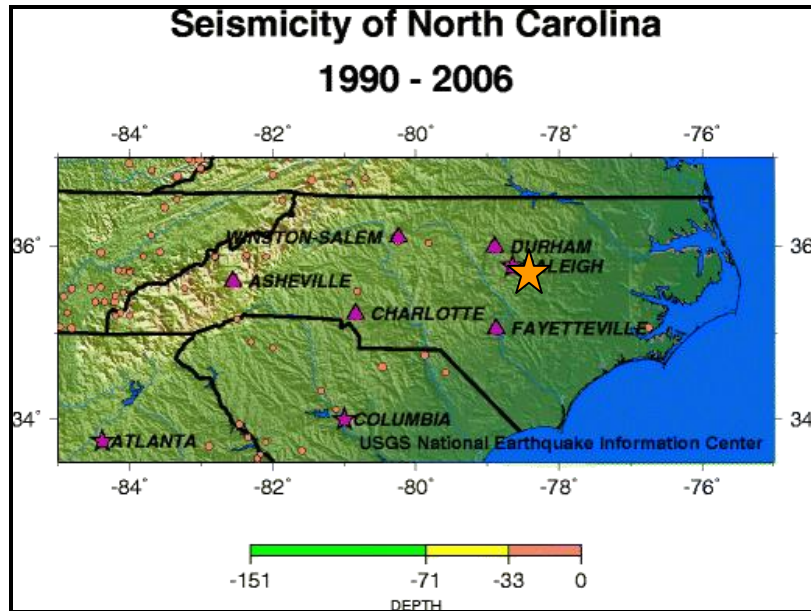 Seismicity of North Carolina
1990 - 2006
-84° -82° -80° -78° -76°
36° 36°
WINSTON-SALEM DURHAM
LEIGH
ASHEVILLE
CHARLOTTE
FAYETTEVILLE
34° 34°
COLUMBIA
ATLANTA
USGS National Earthquake Information Center
-84° -82° -80° -78° -76°
-151 -71 -33 0
DEPTH